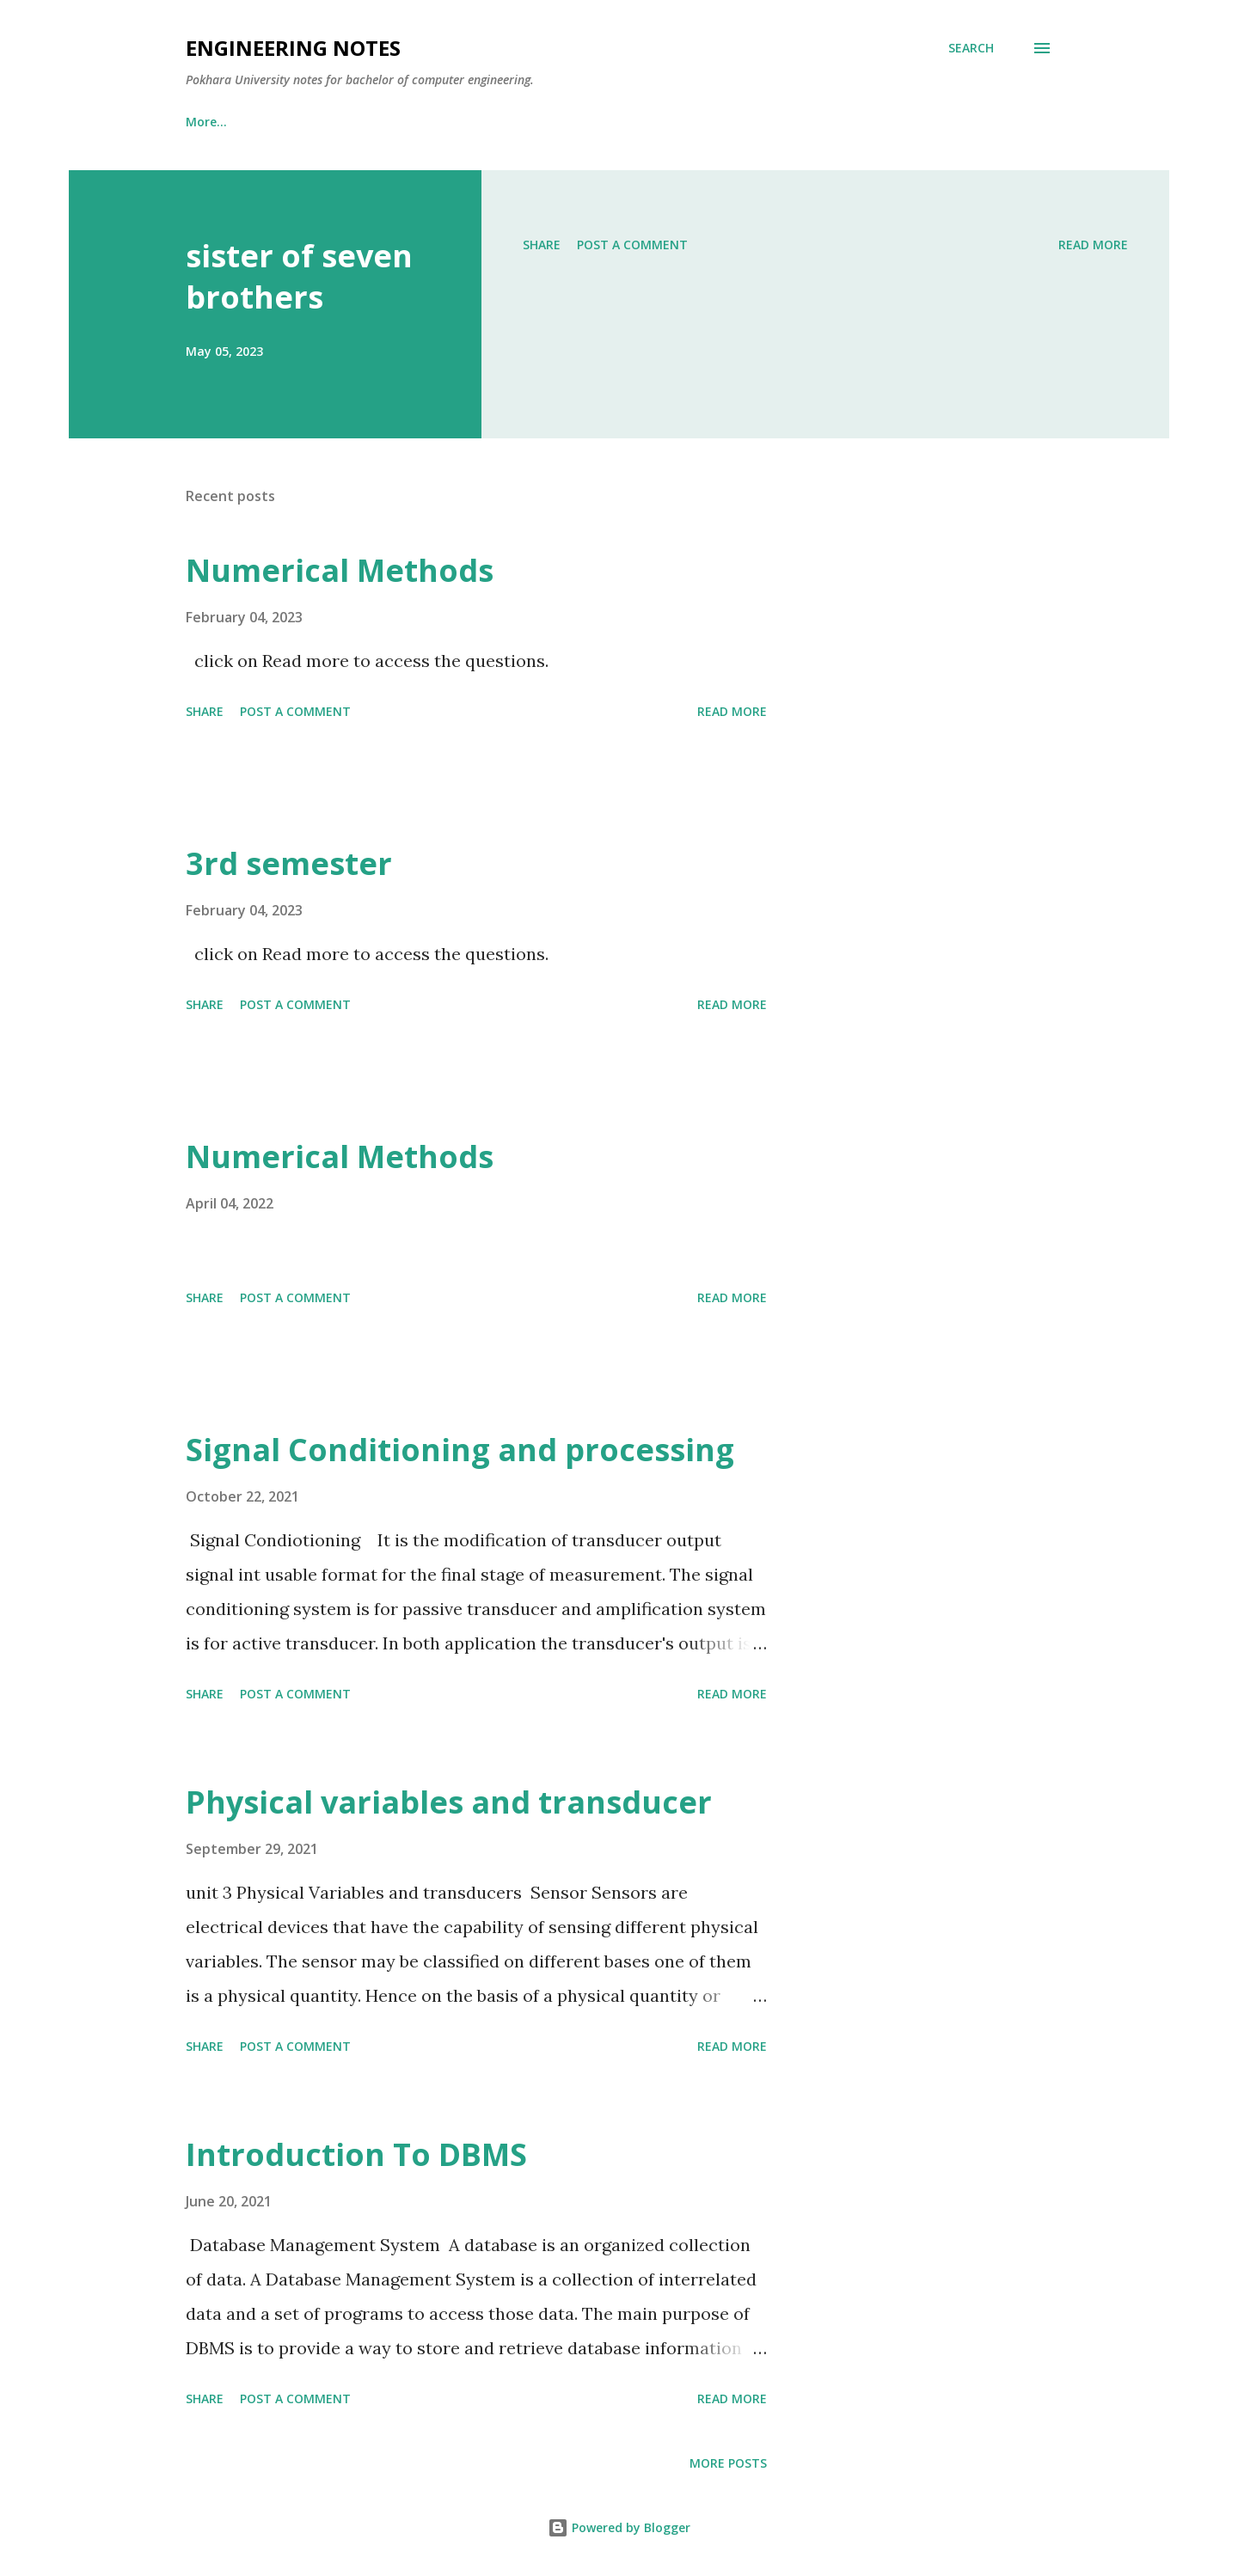 ENGINEERING NOTES
SEARCH
Pokhara University notes for bachelor of computer engineering.
More…
sister of seven
brothers
May 05, 2023
SHARE POST A COMMENT READ MORE
Recent posts
Numerical Methods
February 04, 2023
click on Read more to access the questions.
SHARE POST A COMMENT READ MORE
3rd semester
February 04, 2023
click on Read more to access the questions.
SHARE POST A COMMENT READ MORE
Numerical Methods
April 04, 2022
SHARE POST A COMMENT READ MORE
Signal Conditioning and processing
October 22, 2021
Signal Condiotioning It is the modification of transducer output
signal int usable format for the final stage of measurement. The signal
conditioning system is for passive transducer and amplification system
is for active transducer. In both application the transducer's output is …
SHARE POST A COMMENT READ MORE
Physical variables and transducer
September 29, 2021
unit 3 Physical Variables and transducers Sensor Sensors are
electrical devices that have the capability of sensing different physical
variables. The sensor may be classified on different bases one of them
is a physical quantity. Hence on the basis of a physical quantity or …
SHARE POST A COMMENT READ MORE
Introduction To DBMS
June 20, 2021
Database Management System A database is an organized collection
of data. A Database Management System is a collection of interrelated
data and a set of programs to access those data. The main purpose of
DBMS is to provide a way to store and retrieve database information …
SHARE POST A COMMENT READ MORE
MORE POSTS
Powered by Blogger